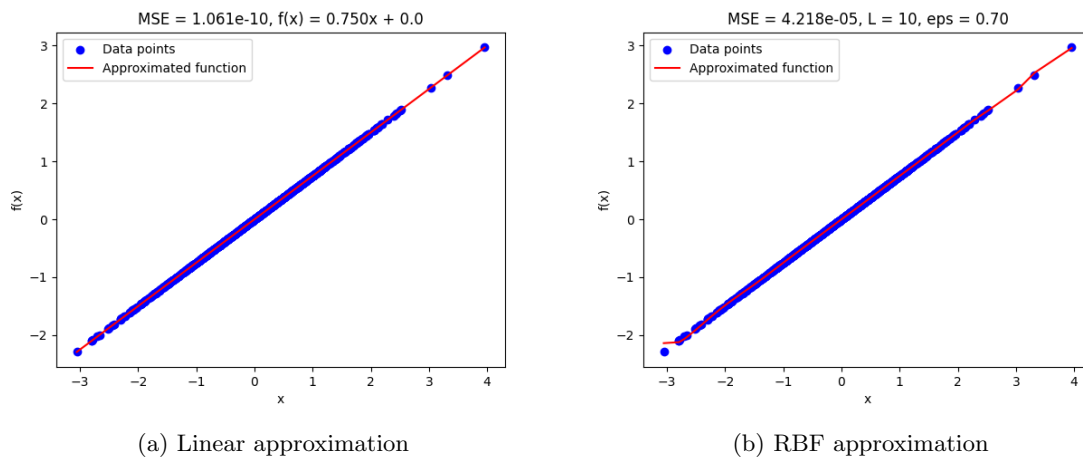 MSE = 1.061e-10, f(x) = 0.750x + 0.0
Data points
Approximated function
f(x)
3
2
1
0
−1
−2
−3
−2
−1
0
1
2
3
4
x
(a) Linear approximation
MSE = 4.218e-05, L = 10, eps = 0.70
Data points
Approximated function
f(x)
3
2
1
0
−1
−2
−3
−2
−1
0
1
2
3
4
x
(b) RBF approximation